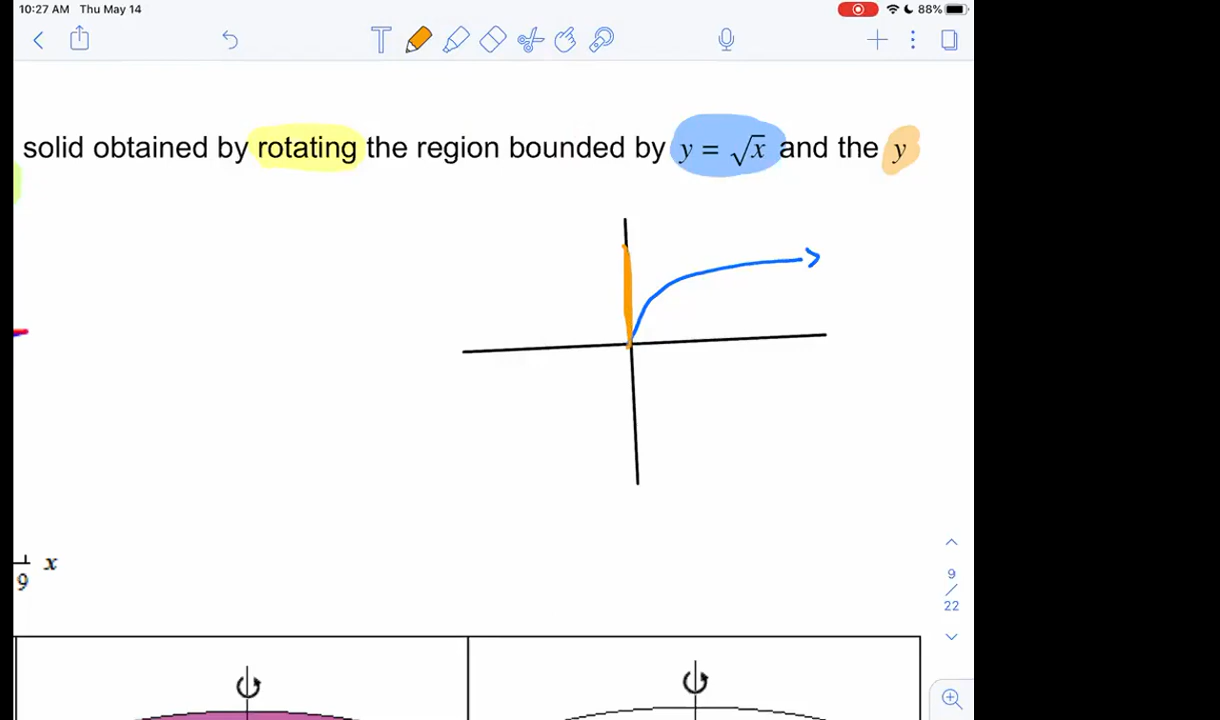 10:27 AM Thu May 14 88%
T
solid obtained by rotating the region bounded by y = √x and the y
9
/
22
x
9